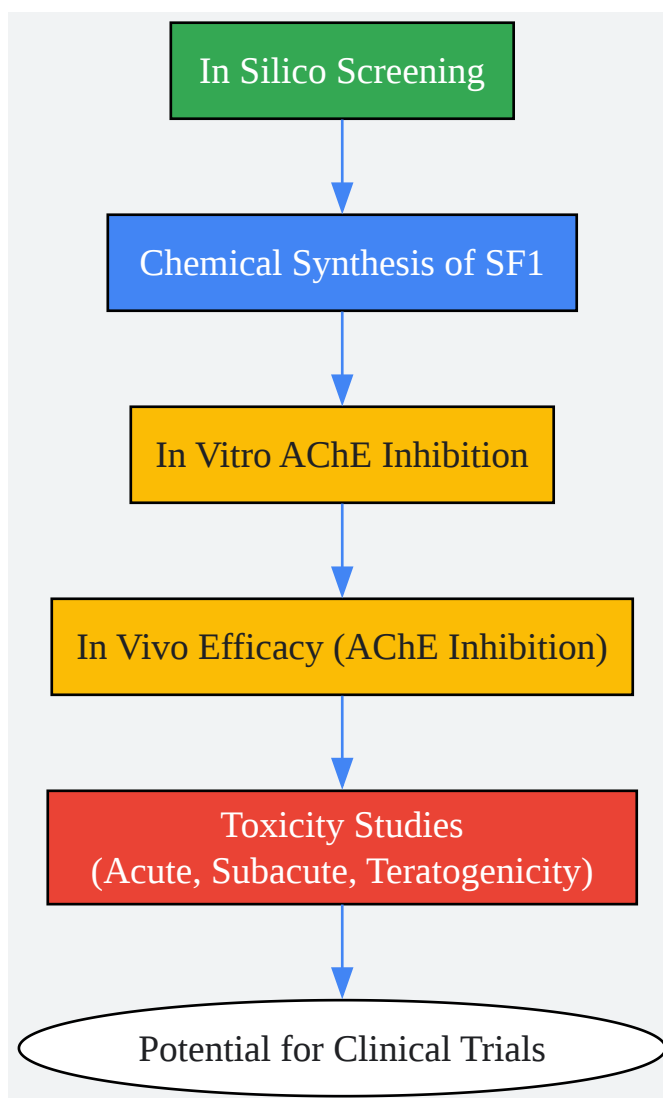 In Silico Screening
Chemical Synthesis of SF1
In Vitro AChE Inhibition
In Vivo Efficacy (AChE Inhibition)
Toxicity Studies
(Acute, Subacute, Teratogenicity)
Potential for Clinical Trials